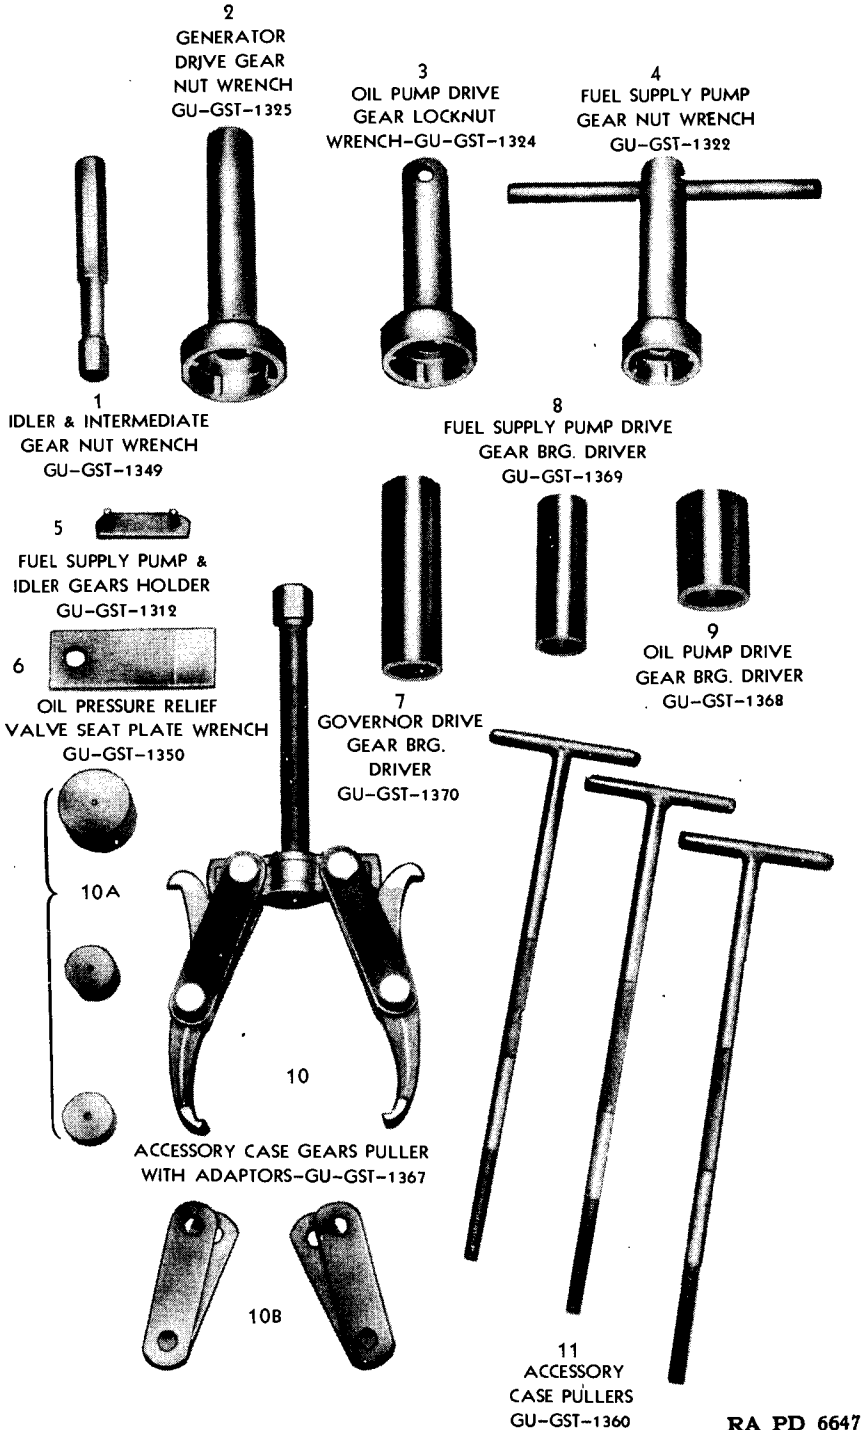 2
GENERATOR
DRIVE GEAR
NUT WRENCH
GU-GST-1325
3
OIL PUMP DRIVE
GEAR LOCKNUT
WRENCH-GU-GST-1324
4
FUEL SUPPLY PUMP
GEAR NUT WRENCH
GU-GST-1322
1
IDLER & INTERMEDIATE
GEAR NUT WRENCH
GU-GST-1349
8
FUEL SUPPLY PUMP DRIVE
GEAR BRG. DRIVER
GU-GST-1369
5
FUEL SUPPLY PUMP &
IDLER GEARS HOLDER
GU-GST-1312
6
OIL PRESSURE RELIEF
VALVE SEAT PLATE WRENCH
GU-GST-1350
7
GOVERNOR DRIVE
GEAR BRG.
DRIVER
GU-GST-1370
9
OIL PUMP DRIVE
GEAR BRG. DRIVER
GU-GST-1368
10A
10
ACCESSORY CASE GEARS PULLER
WITH ADAPTORS-GU-GST-1367
10B
11
ACCESSORY
CASE PULLERS
GU-GST-1360
RA PD 6647